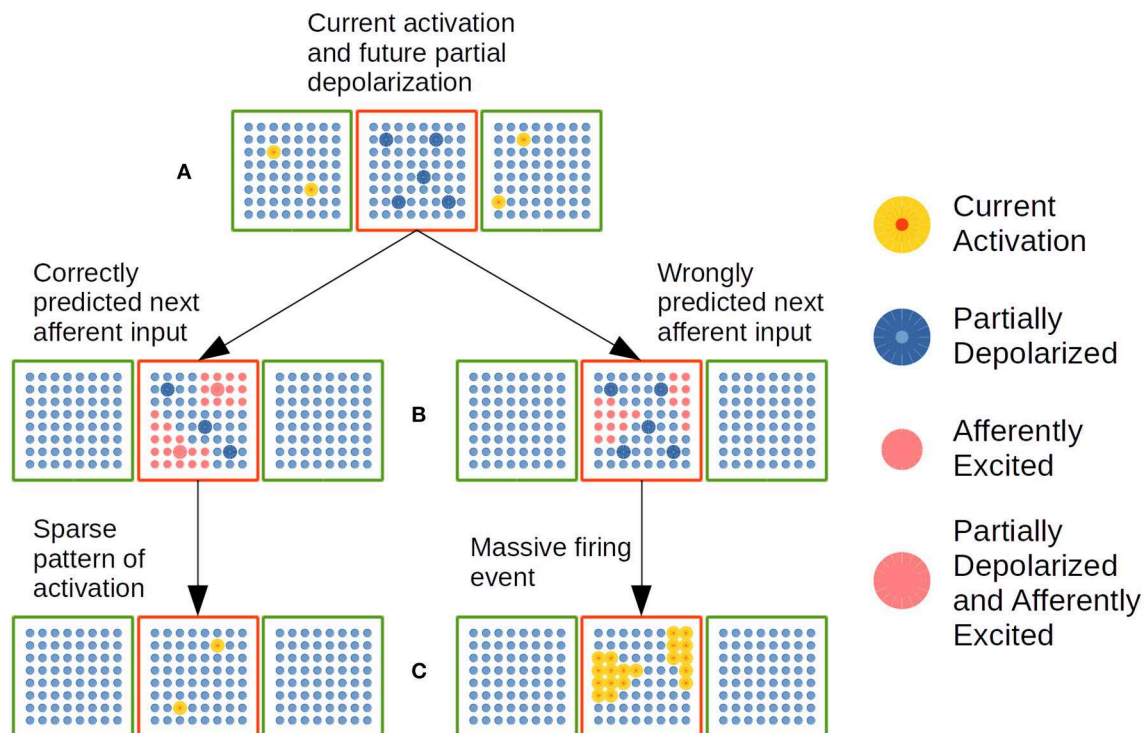 Current activation
and future partial
depolarization
A
Correctly
predicted next
afferent input
Wrongly
predicted next
afferent input
B
Sparse
pattern of
activation
Massive firing
event
C
Current
Activation
Partially
Depolarized
Afferently
Excited
Partially
Depolarized
and Afferently
Excited